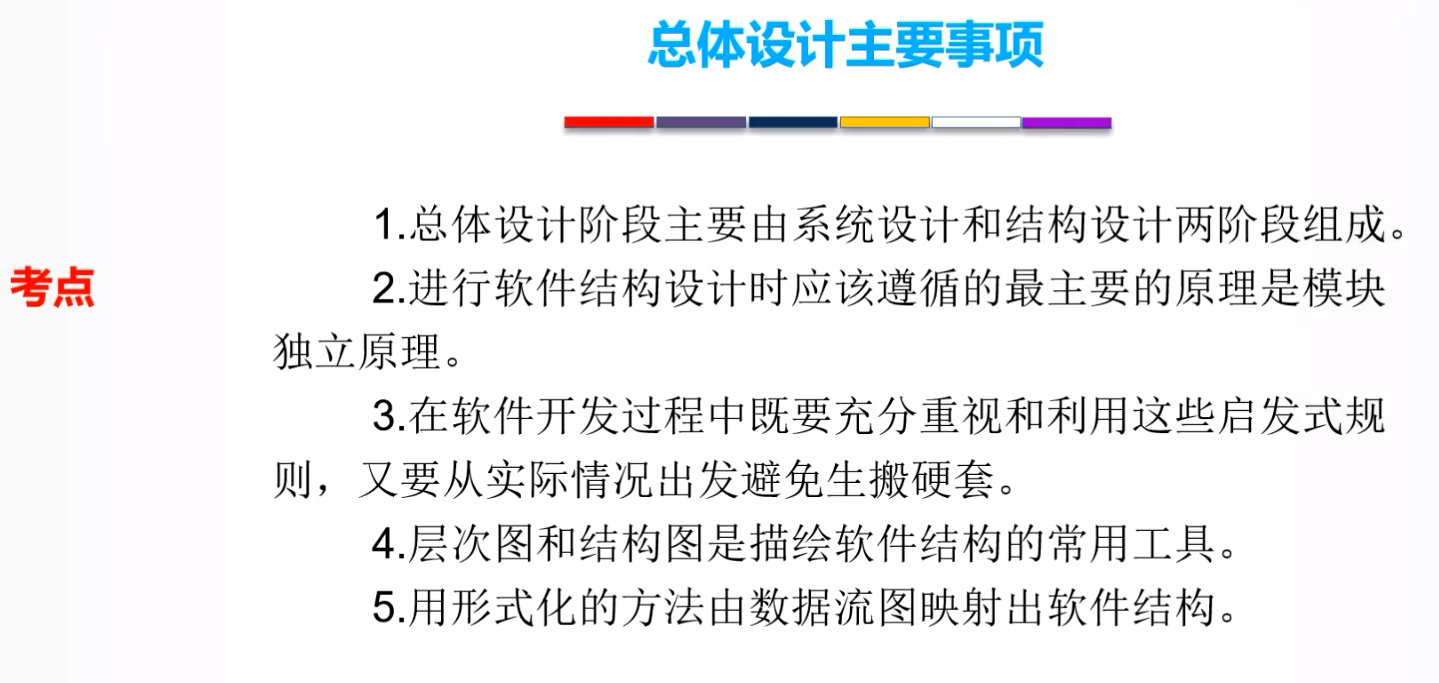 总体设计主要事项
1.总体设计阶段主要由系统设计和结构设计两阶段组成。
考点
2.进行软件结构设计时应该遵循的最主要的原理是模块
独立原理。
3.在软件开发过程中既要充分重视和利用这些启发式规
则，又要从实际情况出发避免生搬硬套。
4.层次图和结构图是描绘软件结构的常用工具。
5.用形式化的方法由数据流图映射出软件结构。